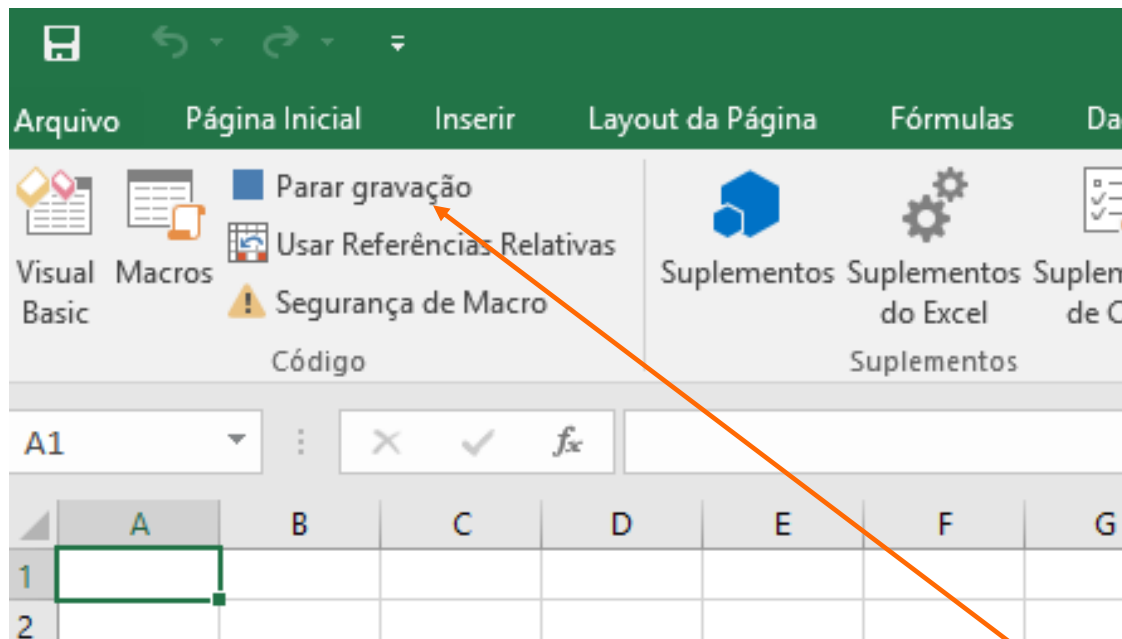 Arquivo Página Inicial Inserir Layout da Página Fórmulas
Parar gravação
Usar Referências Relativas
Segurança de Macro
Visual Basic
Macros
Código
Suplementos
Suplementos do Excel
Suplementos
A1
fx
A B C D E F G
1
2